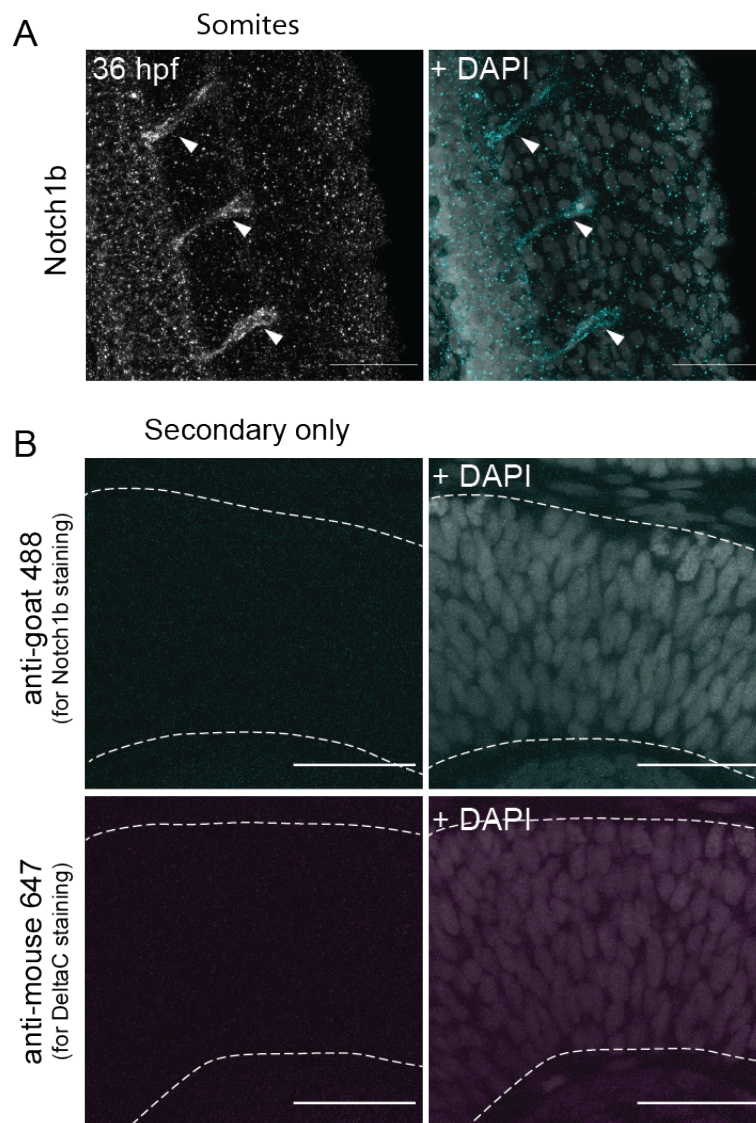 A
Somites
36 hpf
+ DAPI
Notch1b
B
Secondary only
+ DAPI
anti-goat 488
(for Notch1b staining)
+ DAPI
anti-mouse 647
(for DeltaC staining)